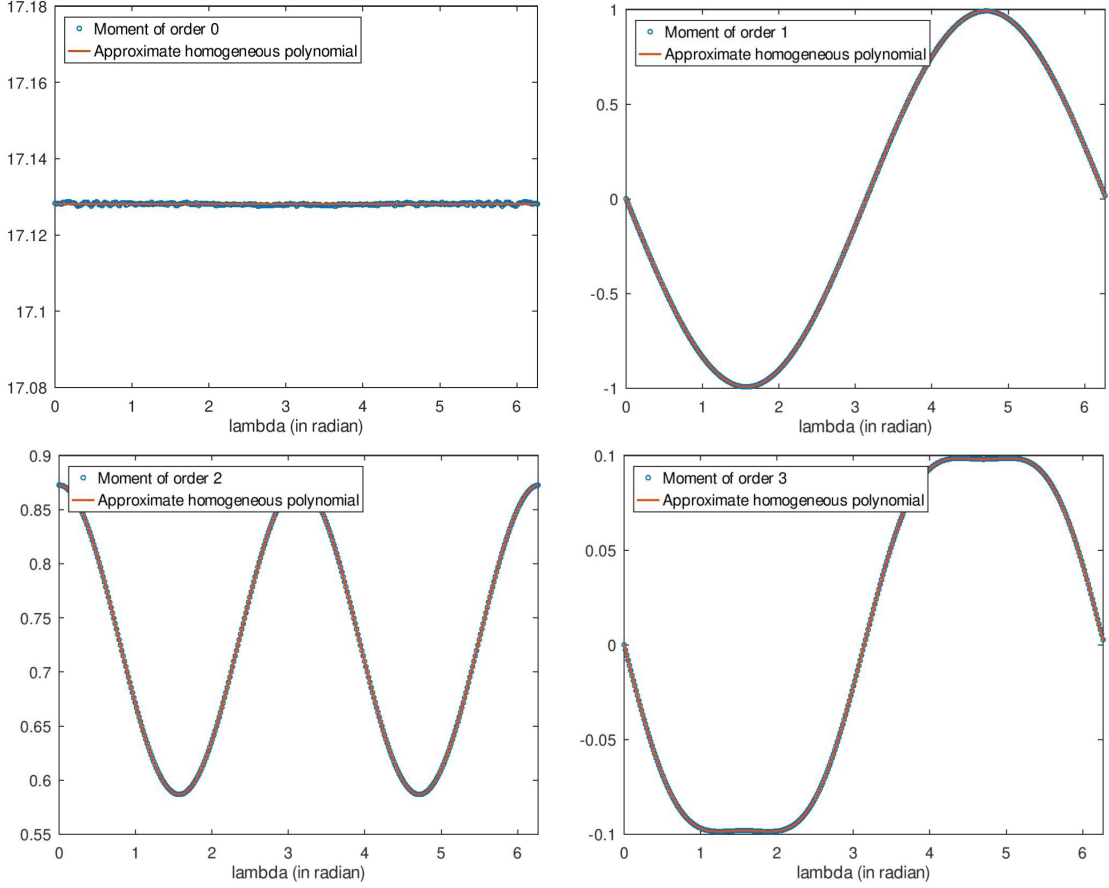 17.18
17.16
17.14
17.12
17.1
17.08
Moment of order 0
Approximate homogeneous polynomial
0 1 2 3 4 5 6
lambda (in radian)
1
0.5
0
-0.5
-1
Moment of order 1
Approximate homogeneous polynomial
0 1 2 3 4 5 6
lambda (in radian)
0.9
0.85
0.8
0.75
0.7
0.65
0.6
0.55
Moment of order 2
Approximate homogeneous polynomial
0 1 2 3 4 5 6
lambda (in radian)
0.1
0.05
0
-0.05
-0.1
Moment of order 3
Approximate homogeneous polynomial
0 1 2 3 4 5 6
lambda (in radian)